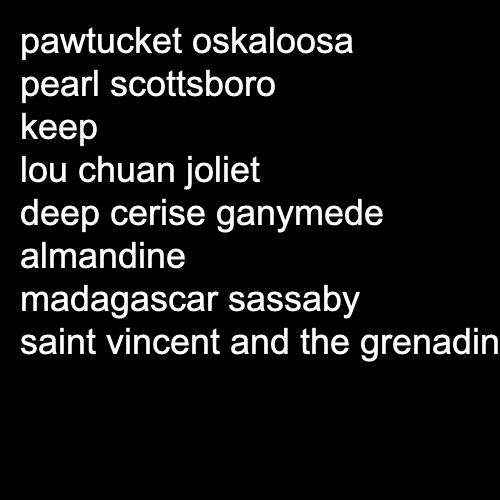 pawtucket oskaloosa
pearl scottsboro
keep
lou chuan joliet
deep cerise ganymede
almandine
madagascar sassaby
saint vincent and the grenadin